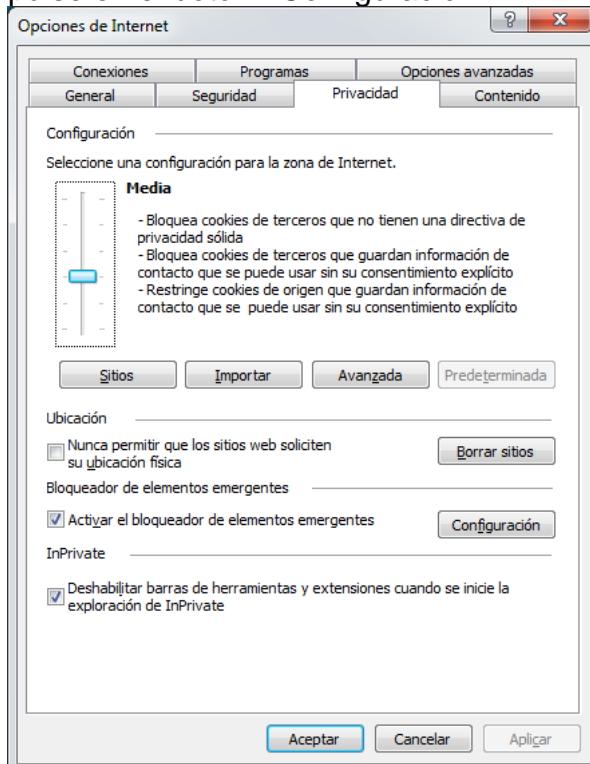 Opciones de Internet
Conexiones Programas Opciones avanzadas
General Seguridad Privacidad Contenido
Configuración
Seleccione una configuración para la zona de Internet.
Media
- Bloquea cookies de terceros que no tienen una directiva de
privacidad sólida
- Bloquea cookies de terceros que guardan información de
contacto que se puede usar sin su consentimiento explícito
- Restringe cookies de origen que guardan información de
contacto que se puede usar sin su consentimiento explícito
Sitios Importar Avanzada Predeterminada
Ubicación
Nunca permitir que los sitios web soliciten
su ubicación física
Borrar sitios
Bloqueador de elementos emergentes
Activar el bloqueador de elementos emergentes
Configuración
InPrivate
Deshabilitar barras de herramientas y extensiones cuando se inicie la
exploración de InPrivate
Aceptar Cancelar Aplicar